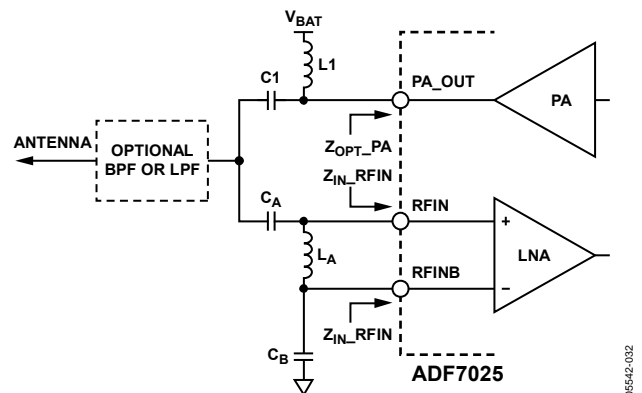 VBAT
L1
C1
PA_OUT
PA
ANTENNA
OPTIONAL
BPF OR LPF
ZOPT_PA
ZIN_RFIN
CA
RFIN
+
LA
LNA
RFINB
−
ZIN_RFIN
CB
ADF7025
05542-032